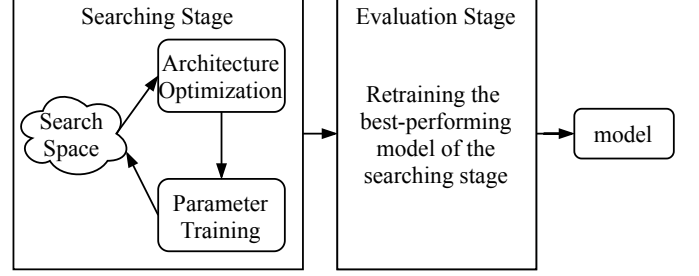 Searching Stage
Search
Space
Architecture
Optimization
Parameter
Training
Evaluation Stage
Retraining the
best-performing
model of the
searching stage
model